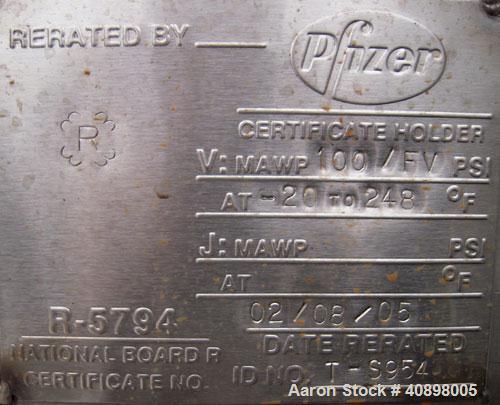 RERATED BY Pfizer
CERTIFICATE HOLDER
R
V: MAWP 100/FV PSI
AT -20 TO 248 °F
J: MAWP PSI
AT °F
02/08/05
DATE RERATED
R-5794
NATIONAL BOARD R
CERTIFICATE NO.
ID NO. T-S954
Aaron Stock # 40898005